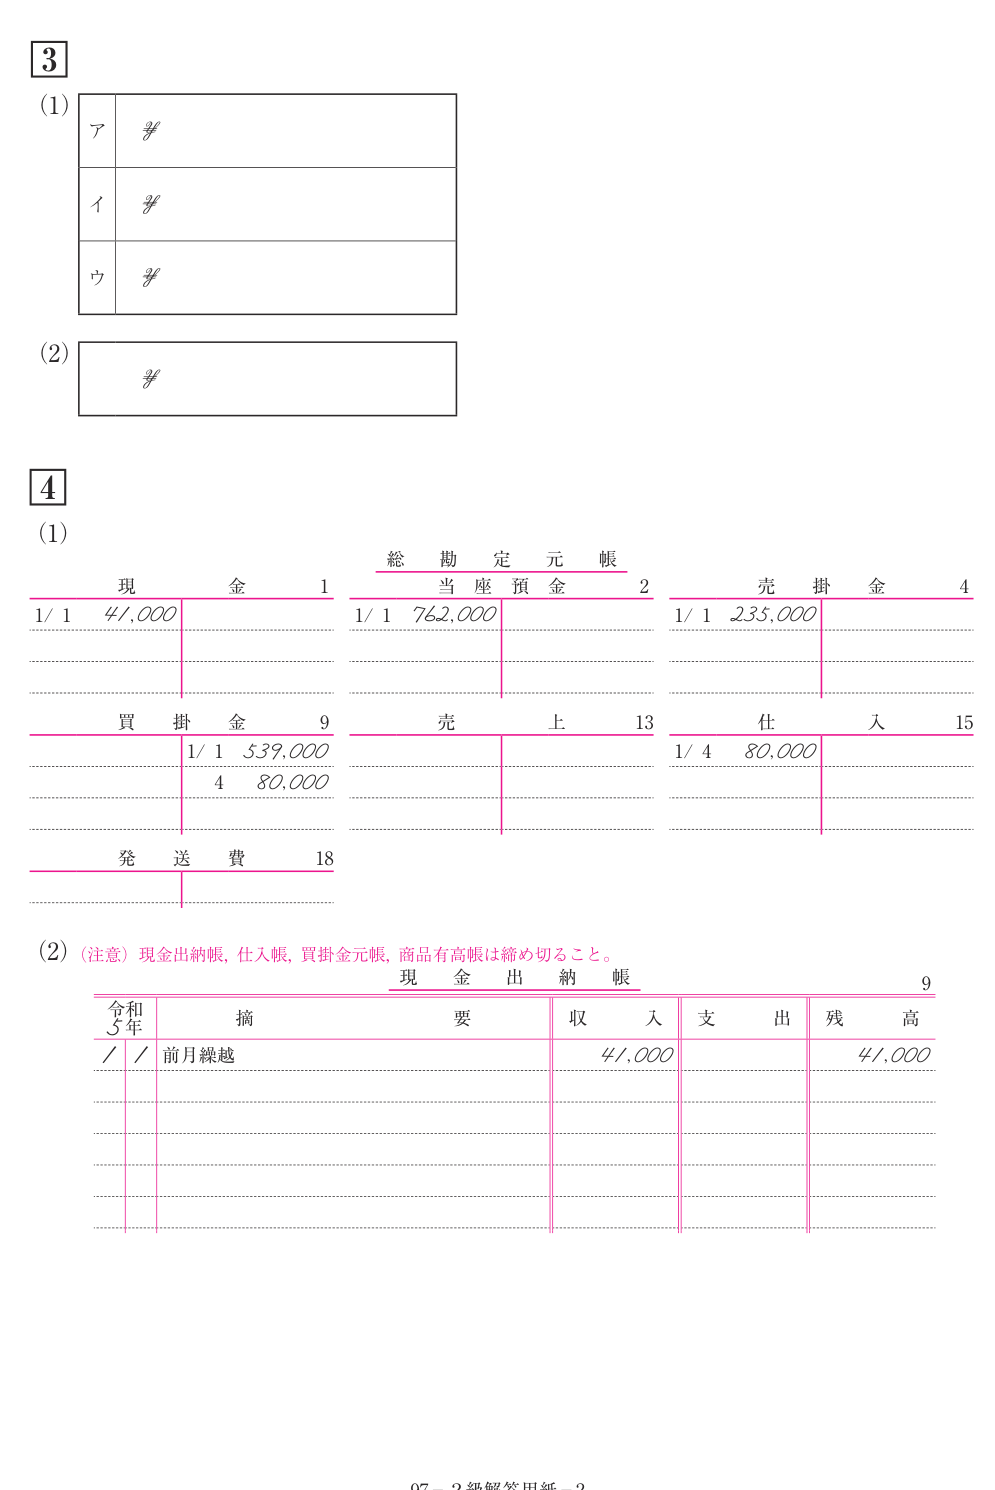 3
(1)
ア ¥
イ ¥
ウ ¥
(2) ¥
4
(1)
総勘定元帳
現金 1 当座預金 2 売掛金 4
1/ 1 41,000 1/ 1 762,000 1/ 1 235,000
買掛金 9 売上 13 仕入 15
1/ 1 539,000 1/ 4 80,000
4 80,000
発送費 18
(2) (注意) 現金出納帳, 仕入帳, 買掛金元帳, 商品有高帳は締め切ること。
現金出納帳 9
令和5年 摘要 収入 支出 残高
1 1 前月繰越 41,000 41,000